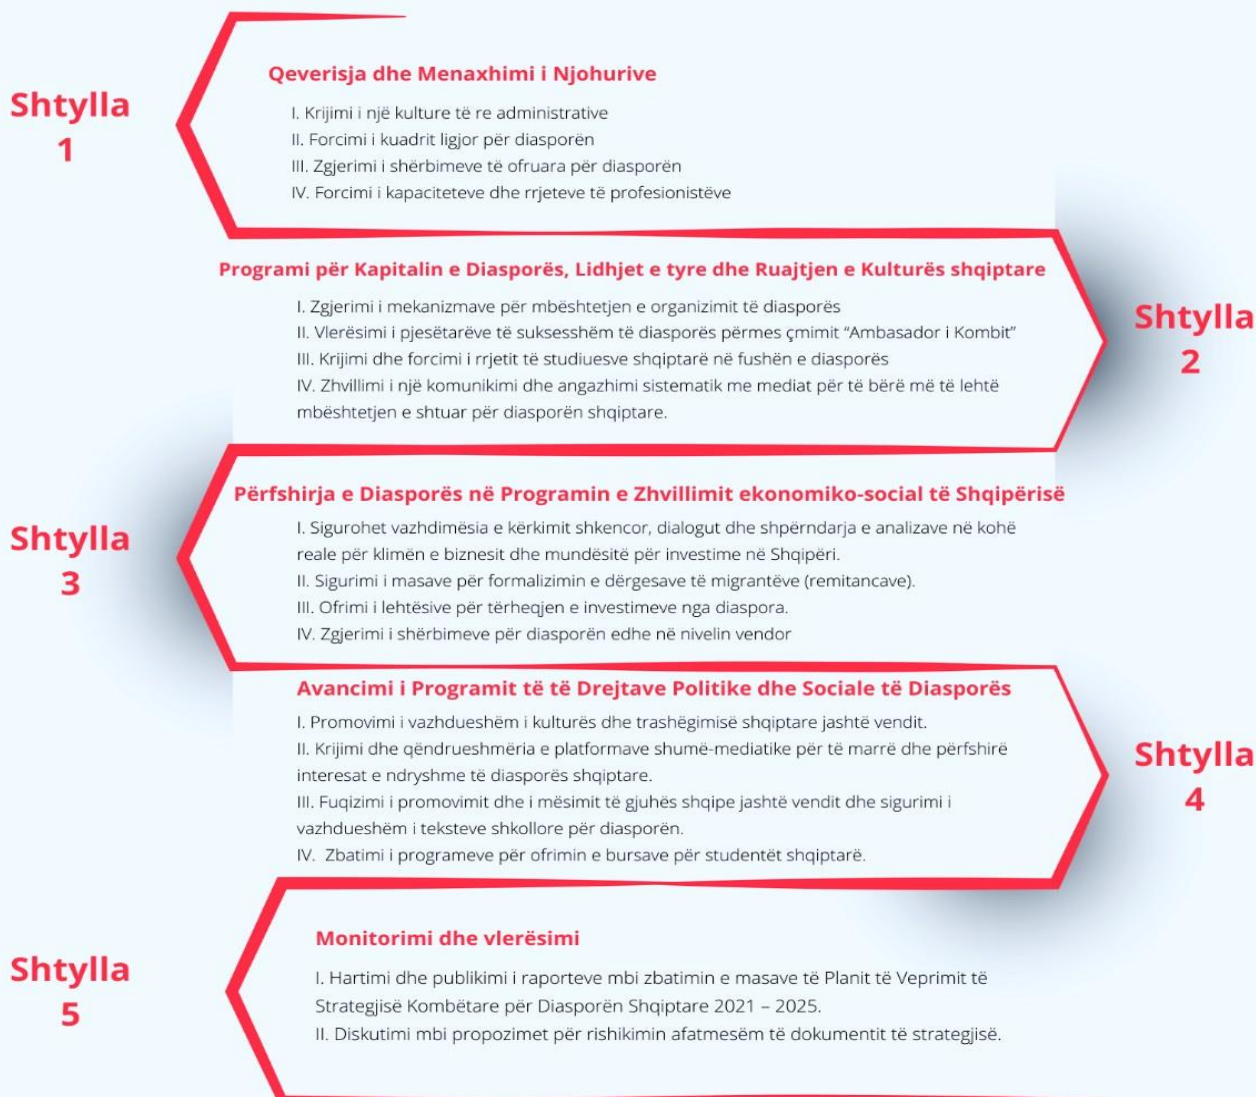 Shtylla
1
Qeverisja dhe Menaxhimi i Njohurive
I. Krijimi i një kulture të re administrative
II. Forcimi i kuadrit ligjor për diasporën
III. Zgjerimi i shërbimeve të ofruara për diasporën
IV. Forcimi i kapaciteteve dhe rrjeteve të profesionistëve
Shtylla
2
Programi për Kapitalin e Diasporës, Lidhjet e tyre dhe Ruajtjen e Kulturës shqiptare
I. Zgjerimi i mekanizmave për mbështetjen e organizimit të diasporës
II. Vlerësimi i pjesëtarëve të suksesshëm të diasporës përmes çmimit “Ambasador i Kombit”
III. Krijimi dhe forcimi i rrjetit të studiuesve shqiptarë në fushën e diasporës
IV. Zhvillimi i një komunikimi dhe angazhimi sistematik me mediat për të bërë më të lehtë
mbështetjen e shtuar për diasporën shqiptare.
Shtylla
3
Përfshirja e Diasporës në Programin e Zhvillimit ekonomiko-social të Shqipërisë
I. Sigurohet vazhdimësia e kërkimit shkencor, dialogut dhe shpërndarja e analizave në kohë
reale për klimën e biznesit dhe mundësitë për investime në Shqipëri.
II. Sigurimi i masave për formalizimin e dërgesave të migrantëve (remitancave).
III. Ofrimi i lehtësive për tërheqjen e investimeve nga diaspora.
IV. Zgjerimi i shërbimeve për diasporën edhe në nivelin vendor
Shtylla
4
Avancimi i Programit të të Drejtave Politike dhe Sociale të Diasporës
I. Promovimi i vazhdueshëm i kulturës dhe trashëgimisë shqiptare jashtë vendit.
II. Krijimi dhe qëndrueshmëria e platformave shumë-mediatike për të marrë dhe përfshirë
interesat e ndryshme të diasporës shqiptare.
III. Fuqizimi i promovimit dhe i mësimit të gjuhës shqipe jashtë vendit dhe sigurimi i
vazhdueshëm i teksteve shkollore për diasporën.
IV. Zbatimi i programeve për ofrimin e bursave për studentët shqiptarë.
Shtylla
5
Monitorimi dhe vlerësimi
I. Hartimi dhe publikimi i raporteve mbi zbatimin e masave të Planit të Veprimit të
Strategjisë Kombëtare për Diasporën Shqiptare 2021 – 2025.
II. Diskutimi mbi propozimet për rishikimin afatmesëm të dokumentit të strategjisë.